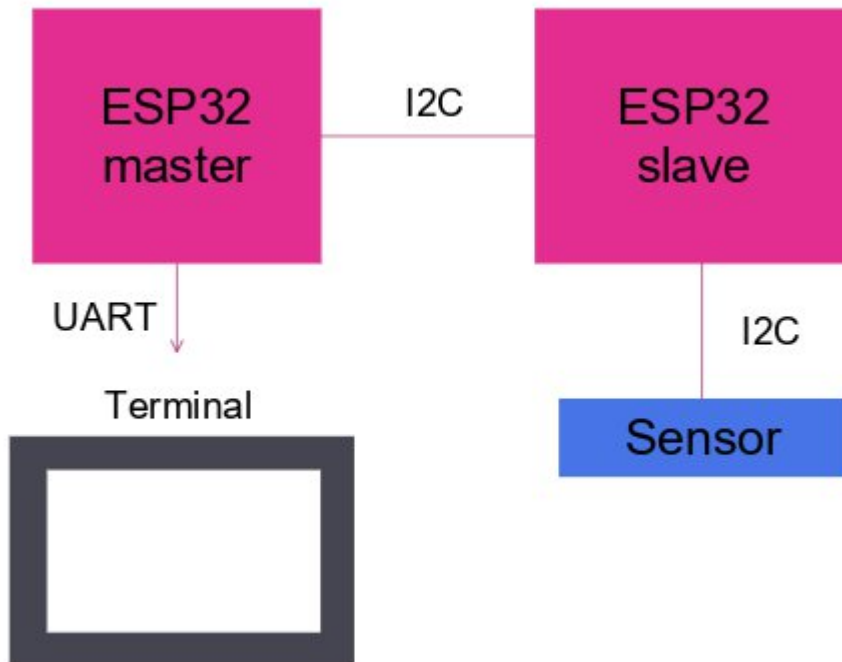 ESP32
master
I2C
ESP32
slave
UART
I2C
Terminal
Sensor